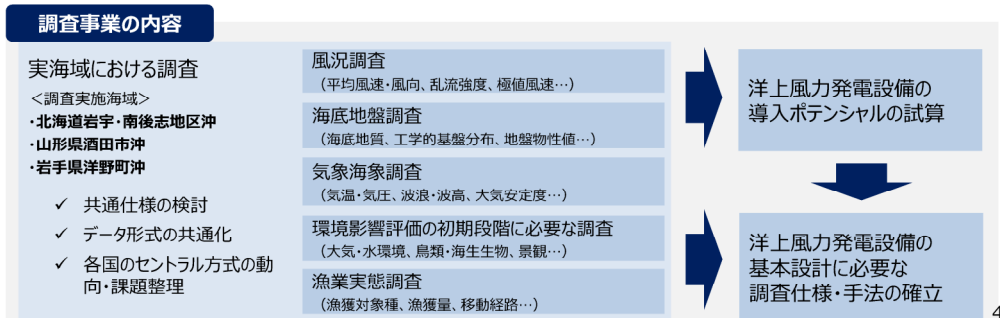 調査事業の内容
実海域における調査
<調査実施海域>
・北海道岩宇・南後志地区沖
・山形県酒田市沖
・岩手県洋野町沖
✓ 共通仕様の検討
✓ データ形式の共通化
✓ 各国のセントラル方式の動
向・課題整理
風況調査
（平均風速・風向、乱流強度、極値風速…）
海底地盤調査
（海底地質、工学的基盤分布、地盤物性値…）
気象海象調査
（気温・気圧、波浪・波高、大気安定度…）
環境影響評価の初期段階に必要な調査
（大気・水環境、鳥類・海生生物、景観…）
漁業実態調査
（漁獲対象種、漁獲量、移動経路…）
洋上風力発電設備の
導入ポテンシャルの試算
洋上風力発電設備の
基本設計に必要な
調査仕様・手法の確立
4